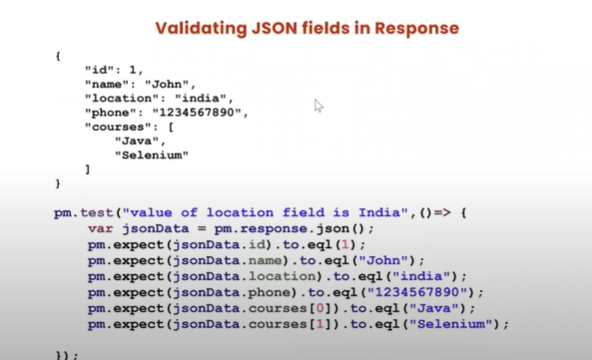 Validating JSON fields in Response
{
"id": 1,
"name": "John",
"location": "india",
"phone": "1234567890",
"courses": [
"Java",
"Selenium"
]
}
pm.test("value of location field is India",()=> {
var jsonData = pm.response.json();
pm.expect(jsonData.id).to.eql(1);
pm.expect(jsonData.name).to.eql("John");
pm.expect(jsonData.location).to.eql("india");
pm.expect(jsonData.phone).to.eql("1234567890");
pm.expect(jsonData.courses[0]).to.eql("Java");
pm.expect(jsonData.courses[1]).to.eql("Selenium");
});